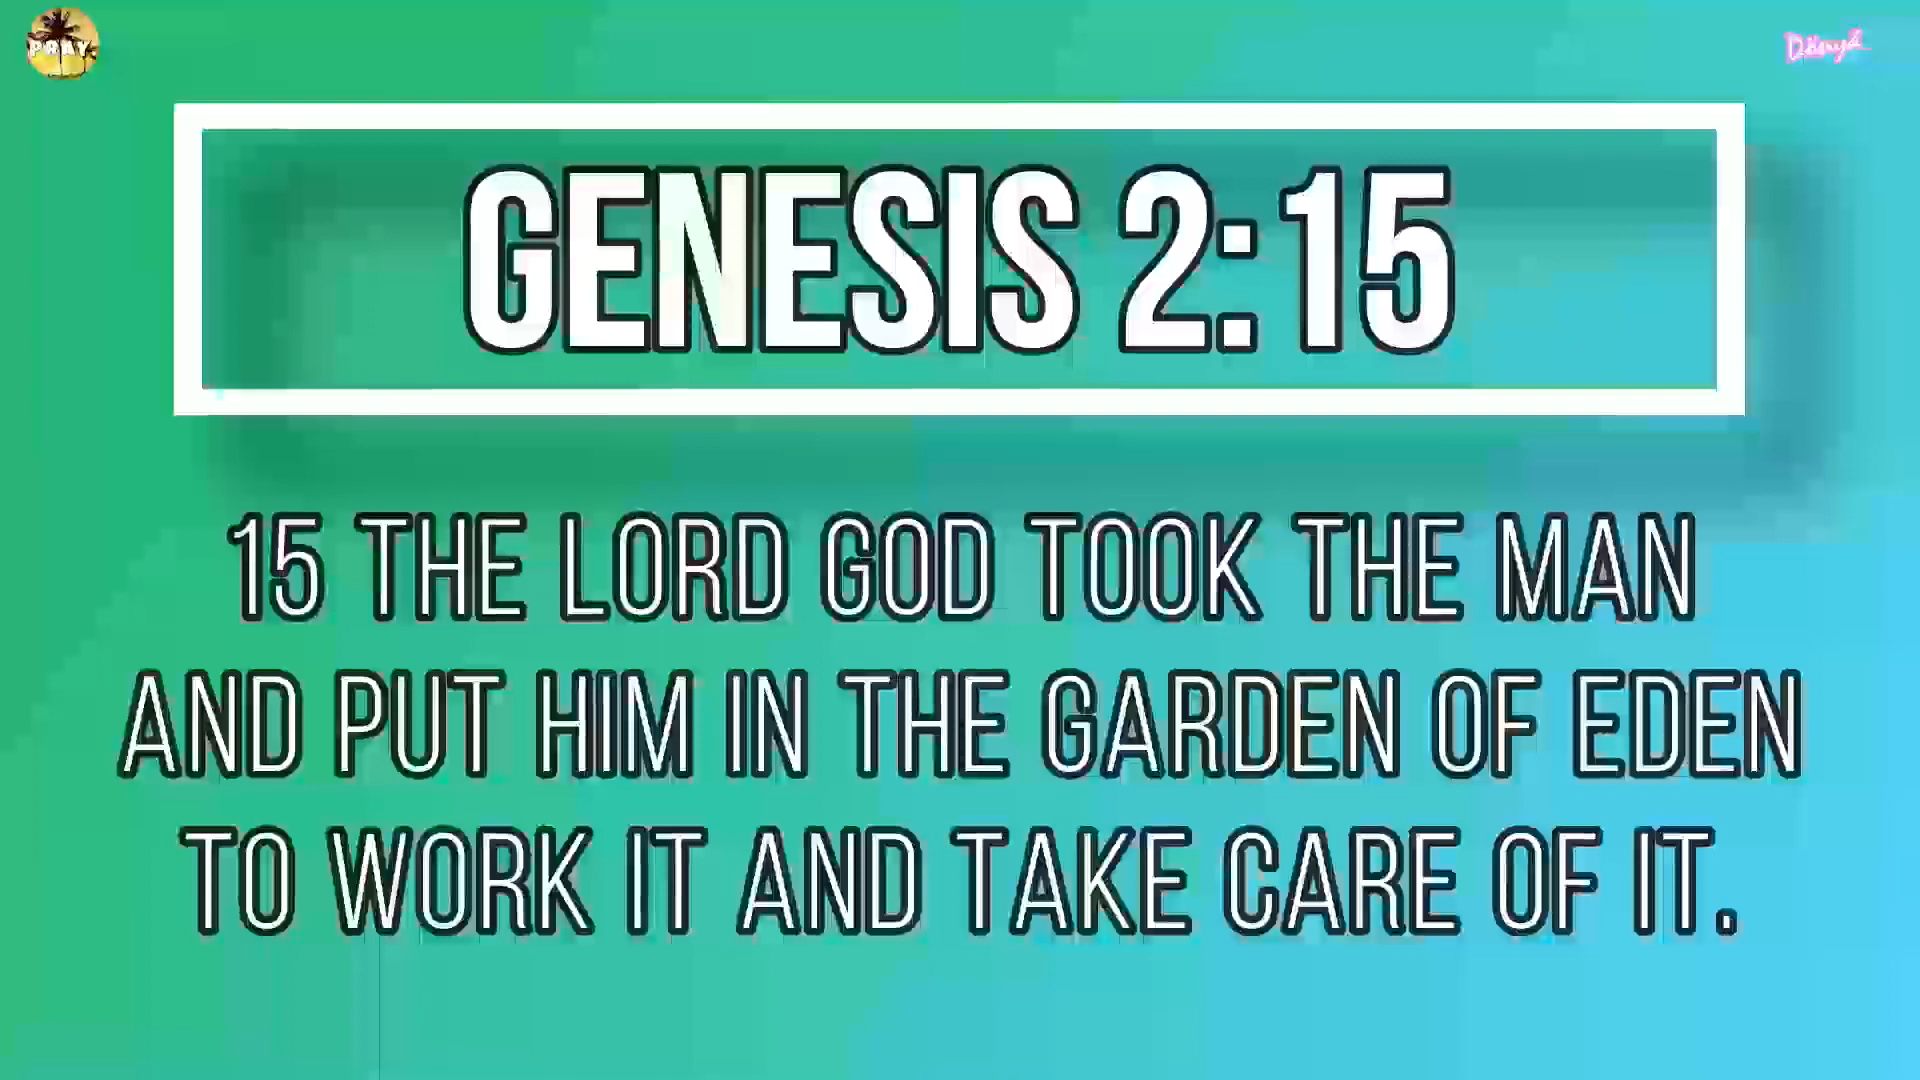 PRAY.
GENESIS 2:15
15 THE LORD GOD TOOK THE MAN
AND PUT HIM IN THE GARDEN OF EDEN
TO WORK IT AND TAKE CARE OF IT.